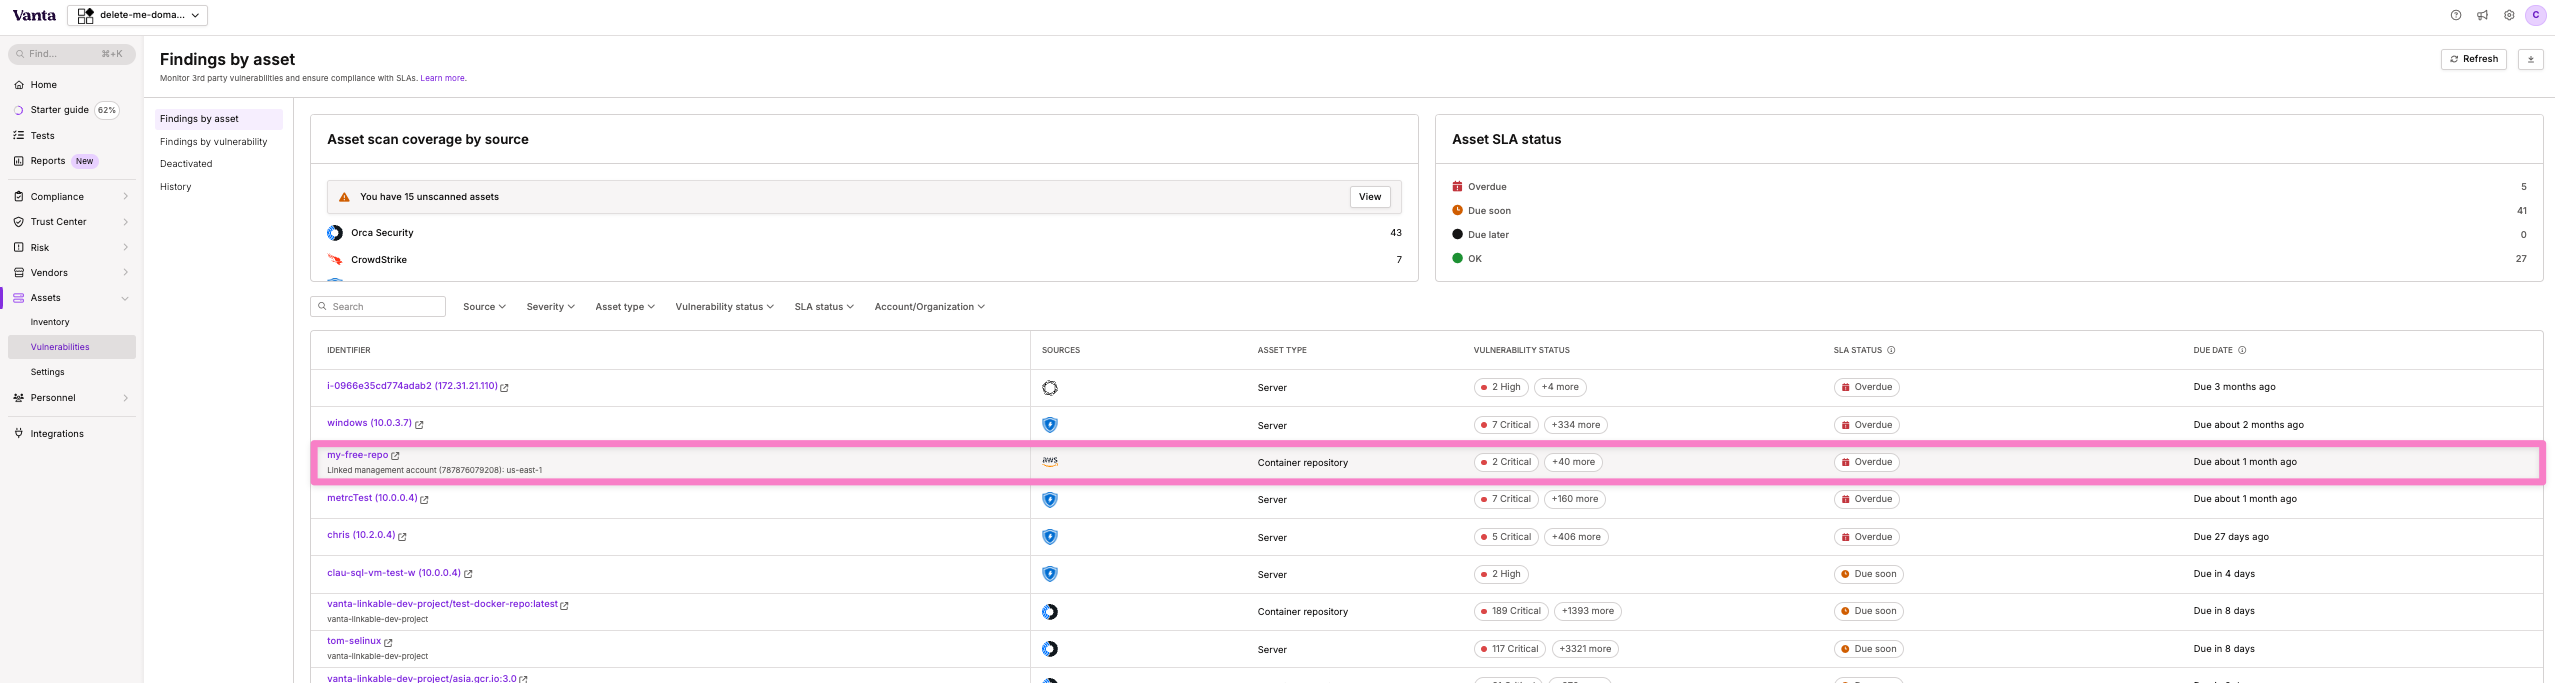 Vanta
delete-me-doma...
C
Find...
⌘+K
Home
Starter guide 62%
Tests
Reports New
Compliance
Trust Center
Risk
Vendors
Assets
Inventory
Vulnerabilities
Settings
Personnel
Integrations
Findings by asset
Monitor 3rd party vulnerabilities and ensure compliance with SLAs. Learn more.
Refresh
Findings by asset
Findings by vulnerability
Deactivated
History
Asset scan coverage by source
You have 15 unscanned assets
View
Orca Security 43
CrowdStrike 7
Asset SLA status
Overdue 5
Due soon 41
Due later 0
OK 27
Search
Source Severity Asset type Vulnerability status SLA status Account/Organization
IDENTIFIER SOURCES ASSET TYPE VULNERABILITY STATUS SLA STATUS DUE DATE
i-0966e35cd774adab2 (172.31.21.110) Server 2 High +4 more Overdue Due 3 months ago
windows (10.0.3.7) Server 7 Critical +334 more Overdue Due about 2 months ago
my-free-repo aws Container repository 2 Critical +40 more Overdue Due about 1 month ago
Linked management account (787876079208): us-east-1
metrcTest (10.0.0.4) Server 7 Critical +160 more Overdue Due about 1 month ago
chris (10.2.0.4) Server 5 Critical +406 more Overdue Due 27 days ago
clau-sql-vm-test-w (10.0.0.4) Server 2 High Due soon Due in 4 days
vanta-linkable-dev-project/test-docker-repo:latest Container repository 189 Critical +1393 more Due soon Due in 8 days
vanta-linkable-dev-project
tom-selinux Server 117 Critical +3321 more Due soon Due in 8 days
vanta-linkable-dev-project
vanta-linkable-dev-project/asia.gcr.io:3.0